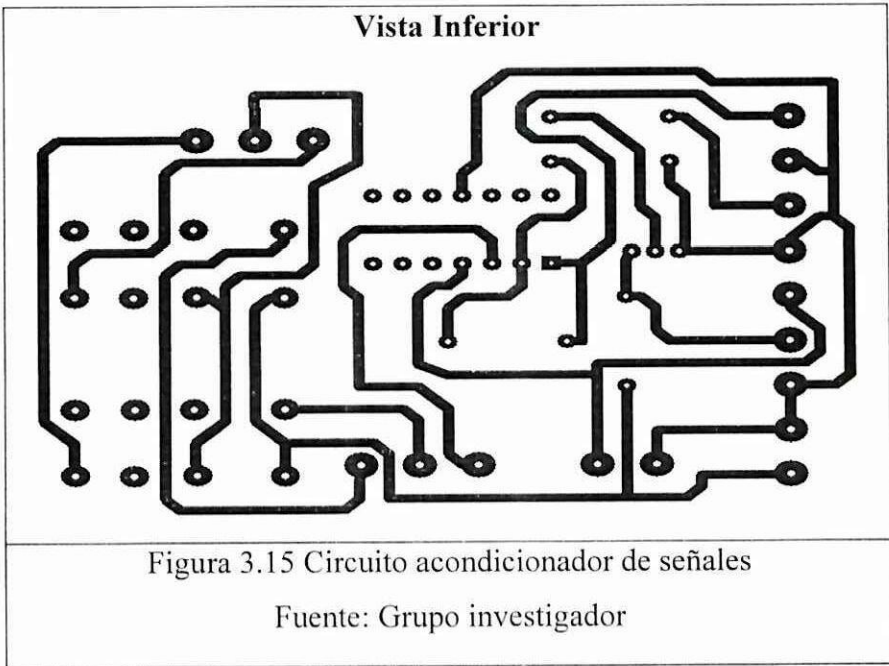 Vista Inferior
Figura 3.15 Circuito acondicionador de señales
Fuente: Grupo investigador